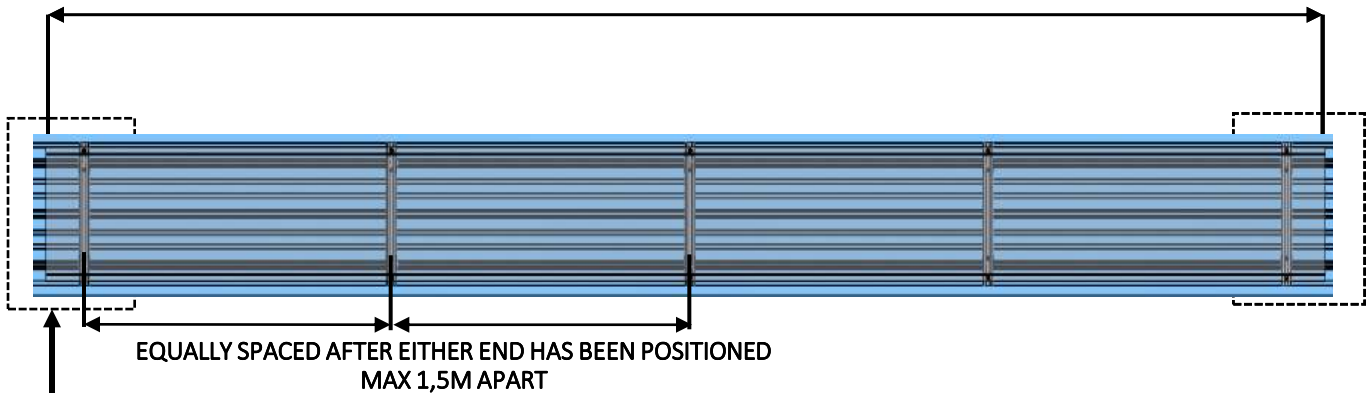 EQUALLY SPACED AFTER EITHER END HAS BEEN POSITIONED
MAX 1,5M APART